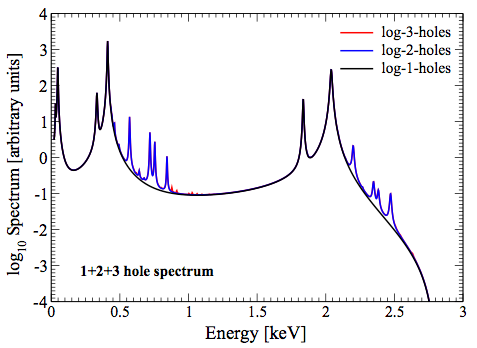 log-3-holes
log-2-holes
log-1-holes
4
3
2
1
0
-1
-2
-3
-4
log10 Spectrum [arbitrary units]
1+2+3 hole spectrum
0 0.5 1 1.5 2 2.5 3
Energy [keV]